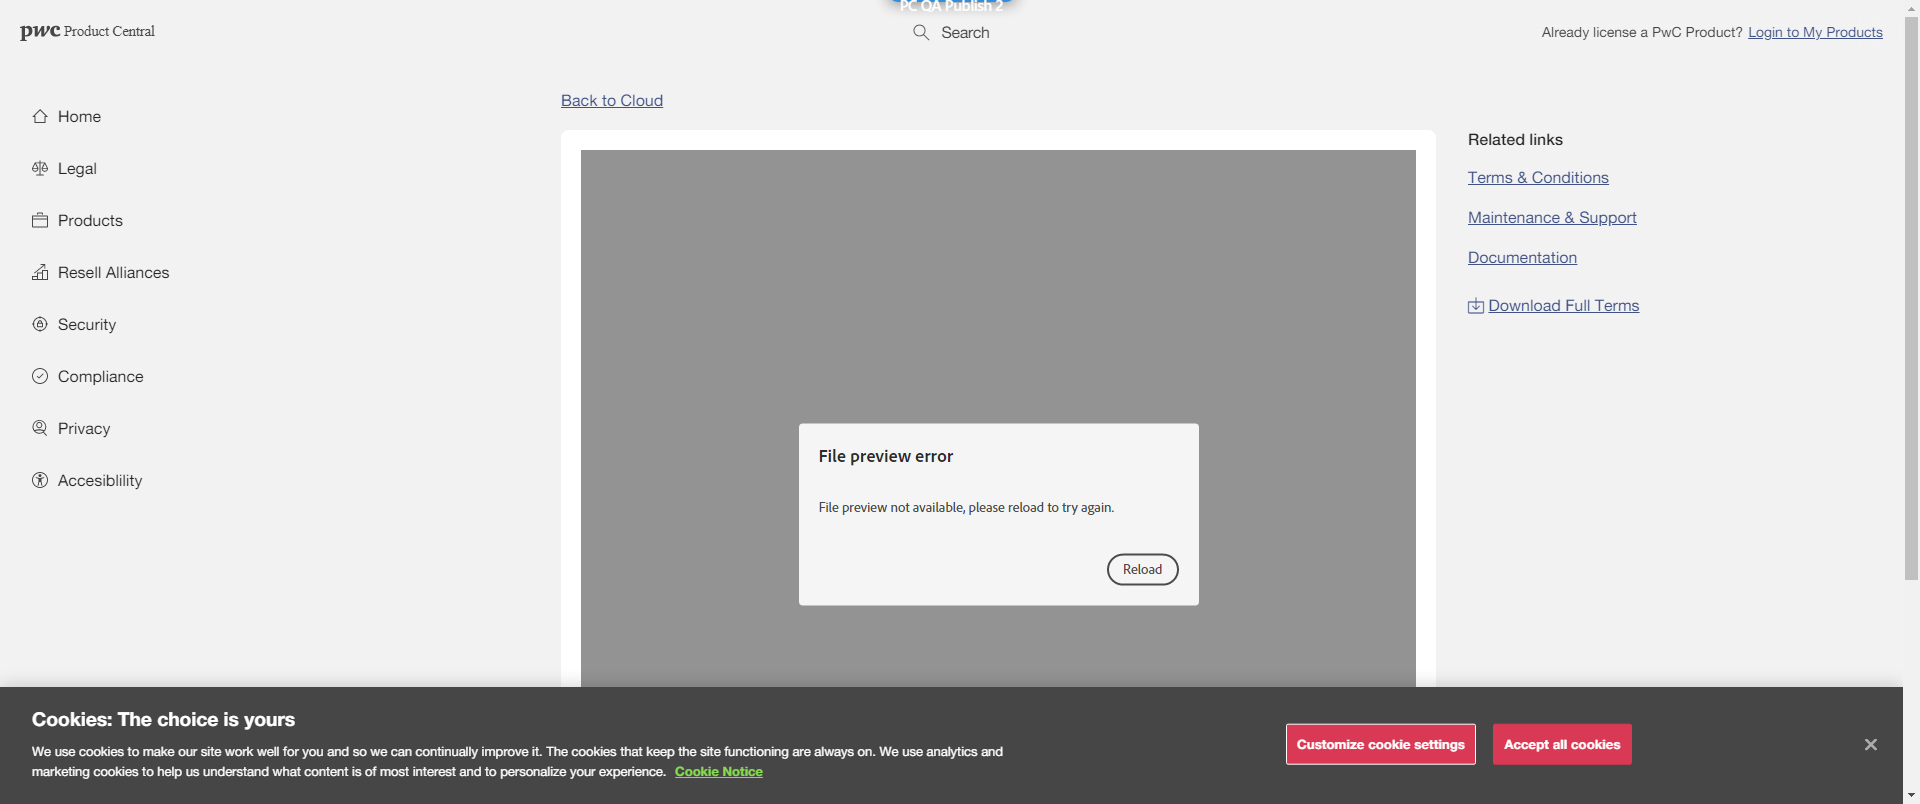 PC QA Publish 2
pwc Product Central
Search
Already license a PwC Product? Login to My Products
Home
Legal
Products
Resell Alliances
Security
Compliance
Privacy
Accesiblility
Back to Cloud
File preview error
File preview not available, please reload to try again.
Reload
Related links
Terms & Conditions
Maintenance & Support
Documentation
Download Full Terms
Cookies: The choice is yours
We use cookies to make our site work well for you and so we can continually improve it. The cookies that keep the site functioning are always on. We use analytics and
marketing cookies to help us understand what content is of most interest and to personalize your experience. Cookie Notice
Customize cookie settings
Accept all cookies